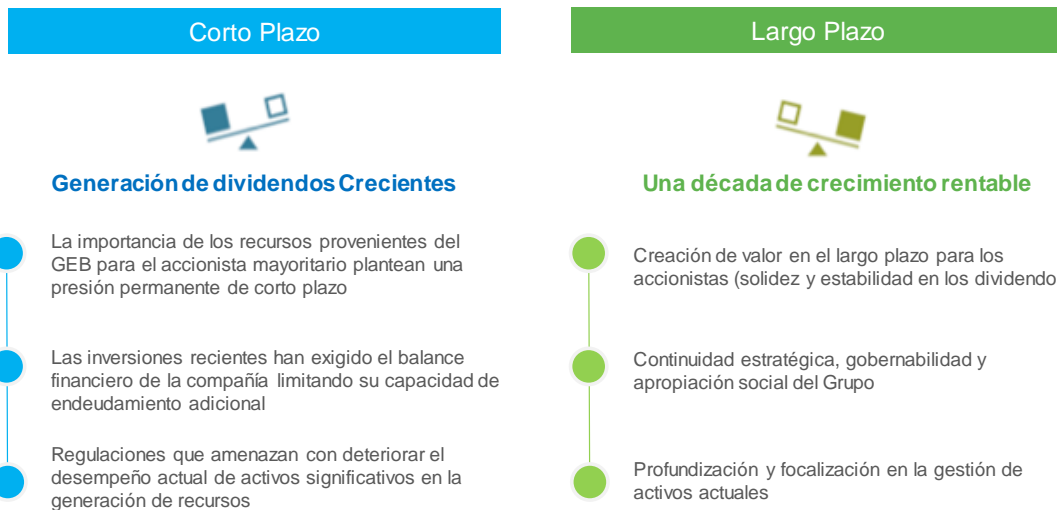 Corto Plazo
Generación de dividendos Crecientes
La importancia de los recursos provenientes del
GEB para el accionista mayoritario plantean una
presión permanente de corto plazo
Las inversiones recientes han exigido el balance
financiero de la compañía limitando su capacidad de
endeudamiento adicional
Regulaciones que amenazan con deteriorar el
desempeño actual de activos significativos en la
generación de recursos
Largo Plazo
Una década de crecimiento rentable
Creación de valor en el largo plazo para los
accionistas (solidez y estabilidad en los dividendo
Continuidad estratégica, gobernabilidad y
apropiación social del Grupo
Profundización y focalización en la gestión de
activos actuales